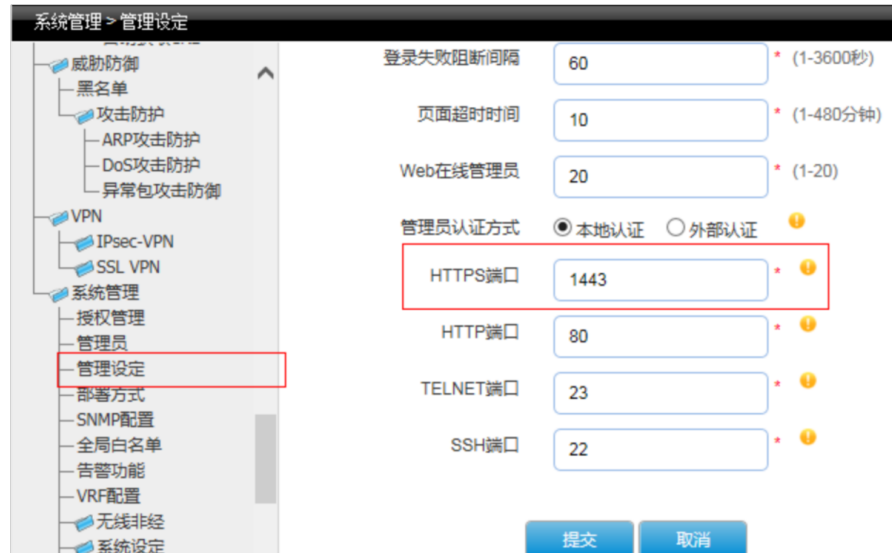 系统管理 > 管理设定
威胁防御
黑名单
攻击防护
ARP攻击防护
DoS攻击防护
异常包攻击防御
VPN
IPsec-VPN
SSL VPN
系统管理
授权管理
管理员
管理设定
部署方式
SNMP配置
全局白名单
告警功能
VRF配置
无线非经
系统设定
登录失败阻断间隔 60 * (1-3600秒)
页面超时时间 10 * (1-480分钟)
Web在线管理员 20 * (1-20)
管理员认证方式 本地认证 外部认证
HTTPS端口 1443 *
HTTP端口 80 *
TELNET端口 23 *
SSH端口 22 *
提交 取消